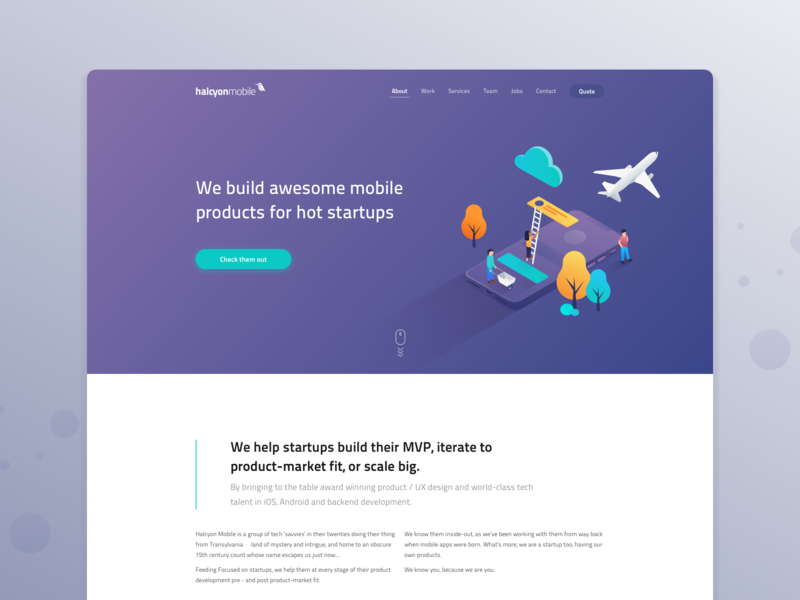 halcyonmobile
About Work Services Team Jobs Contact Quote
We build awesome mobile
products for hot startups
Check them out
We help startups build their MVP, iterate to
product-market fit, or scale big.
By bringing to the table award winning product / UX design and world-class tech
talent in iOS, Android and backend development.
Halcyon Mobile is a group of tech 'savvies' in their twenties doing their thing
from Transylvania land of mystery and intrigue, and home to an obscure
15th century count whose name escapes us just now...
Feeding Focused on startups, we help them at every stage of their product
development pre - and post product-market fit.
We know them inside-out, as we've been working with them from way back
when mobile apps were born. What's more, we are a startup too, having our
own products.
We know you, because we are you.